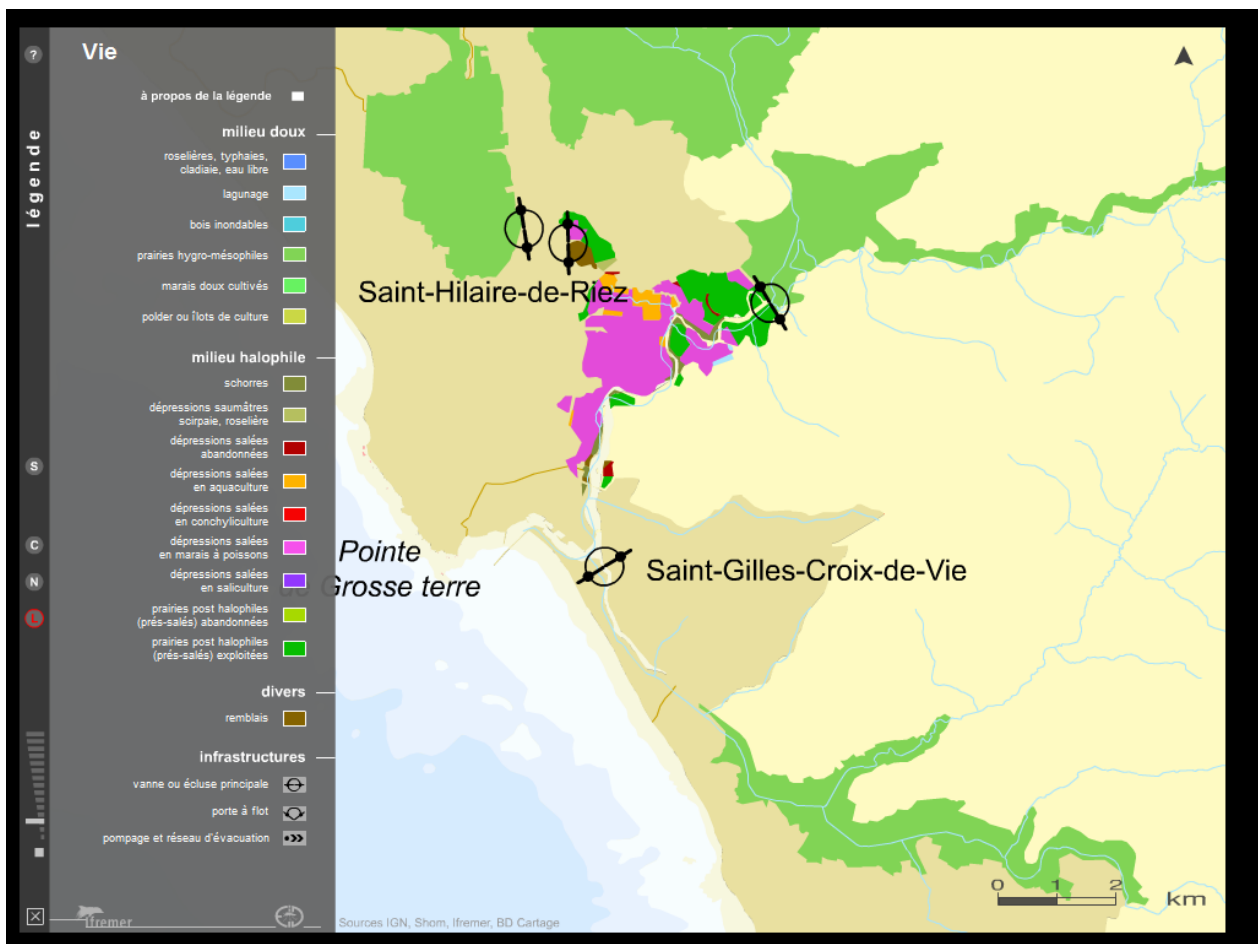 ?
Vie
légende
à propos de la légende
milieu doux
roselières, typhaies,
cladiaie, eau libre
lagunage
bois inondables
prairies hygro-mésophiles
marais doux cultivés
polder ou îlots de culture
milieu halophile
schorres
dépressions saumâtres
scirpaie, roselière
dépressions salées
abandonnées
dépressions salées
en aquaculture
dépressions salées
en conchyliculture
dépressions salées
en marais à poissons
dépressions salées
en saliculture
prairies post halophiles
(prés-salés) abandonnées
prairies post halophiles
(prés-salés) exploitées
divers
remblais
infrastructures
vanne ou écluse principale
porte à flot
pompage et réseau d'évacuation
S
C
N
L
ifremer
Saint-Hilaire-de-Riez
Pointe
de Grosse terre
Saint-Gilles-Croix-de-Vie
0 1 2
km
Sources IGN, Shom, Ifremer, BD Cartage